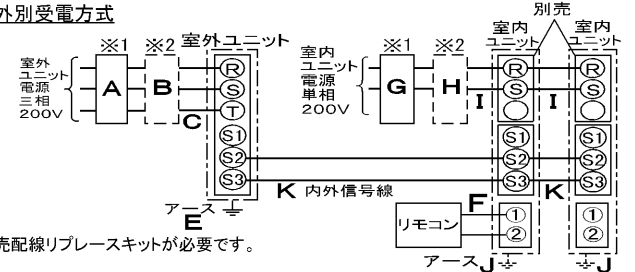 外別受電方式
別売
※1 ※2 室外ユニット
室内
ユニット
電源
単相
200V
※1 ※2
室内
ユニット
室内
ユニット
室外
ユニット
電源
三相
200V
A
B
C
R
S
T
S1
S2
S3
G
H
I
I
R
S
S1
S2
S3
①
②
R
S
S1
S2
S3
①
②
K 内外信号線
K
アース
E
リモコン
F
売配線リプレースキットが必要です。
アース J
J